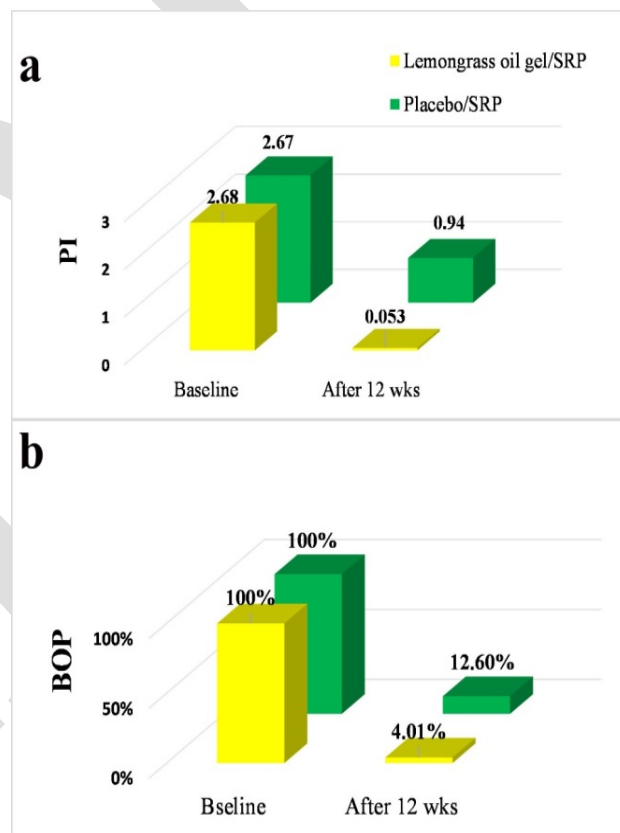 a
Lemongrass oil gel/SRP
Placebo/SRP
2.67
2.68
0.94
0.053
3
2
1
0
PI
Baseline
After 12 wks
b
100%
100%
12.60%
4.01%
100%
50%
0%
BOP
Bseline
After 12 wks